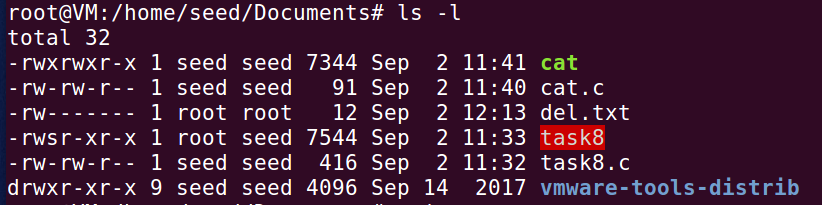 root@VM:/home/seed/Documents# ls -l
total 32
-rwxrwxr-x 1 seed seed 7344 Sep  2 11:41 cat
-rw-rw-r-- 1 seed seed   91 Sep  2 11:40 cat.c
-rw------- 1 root root   12 Sep  2 12:13 del.txt
-rwsr-xr-x 1 root seed 7544 Sep  2 11:33 task8
-rw-rw-r-- 1 seed seed  416 Sep  2 11:32 task8.c
drwxr-xr-x 9 seed seed 4096 Sep 14  2017 vmware-tools-distrib